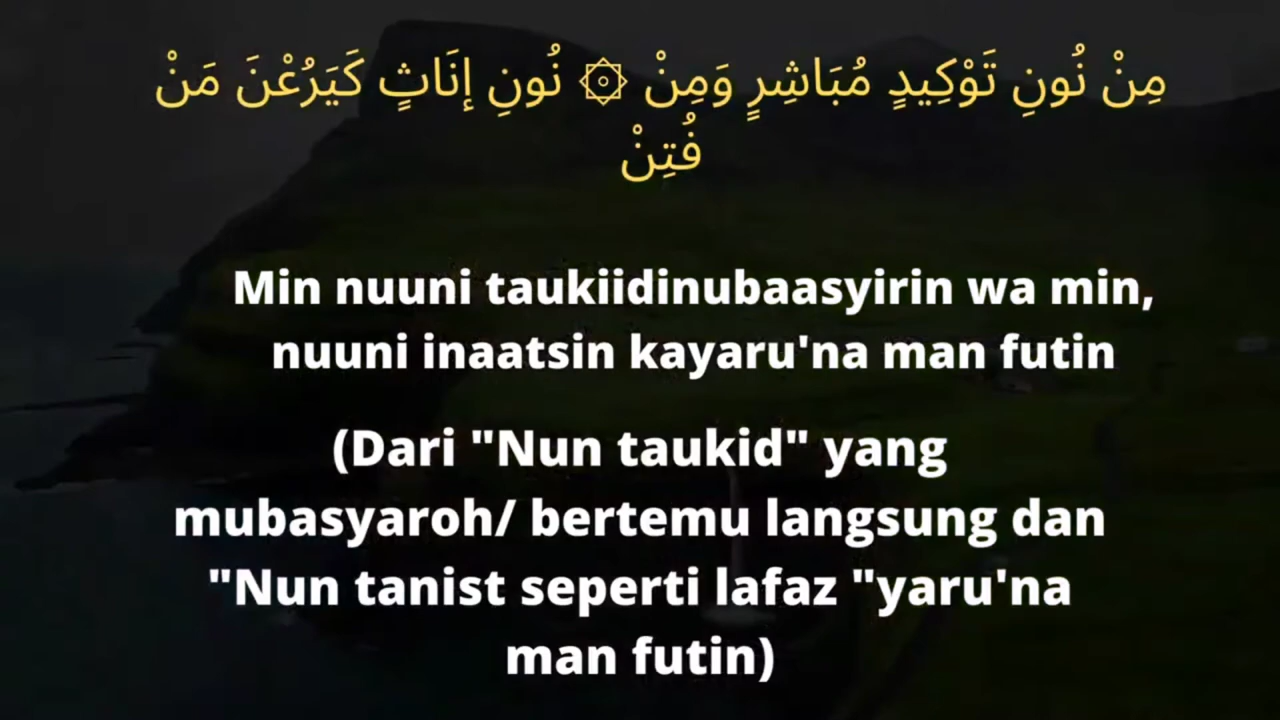 مِنْ نُونِ تَوْكِيدٍ مُبَاشِرٍ وَمِنْ ۞ نُونِ إنَاثٍ كَيَرُعْنَ مَنْ
فُتِنْ
Min nuuni taukiidinubaasyirin wa min,
nuuni inaatsin kayaru'na man futin
(Dari "Nun taukid" yang
mubasyaroh/ bertemu langsung dan
"Nun tanist seperti lafaz "yaru'na
man futin)